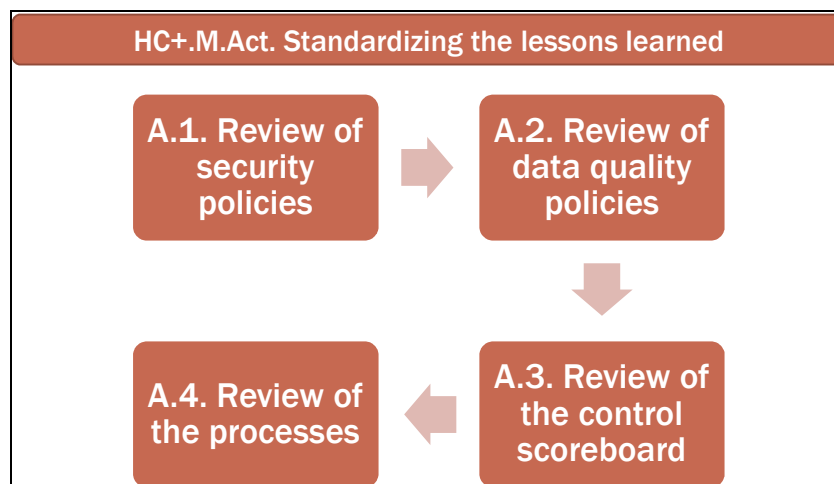 HC+.M.Act. Standardizing the lessons learned
A.1. Review of
security
policies
A.2. Review of
data quality
policies
A.3. Review of
the control
scoreboard
A.4. Review of
the processes